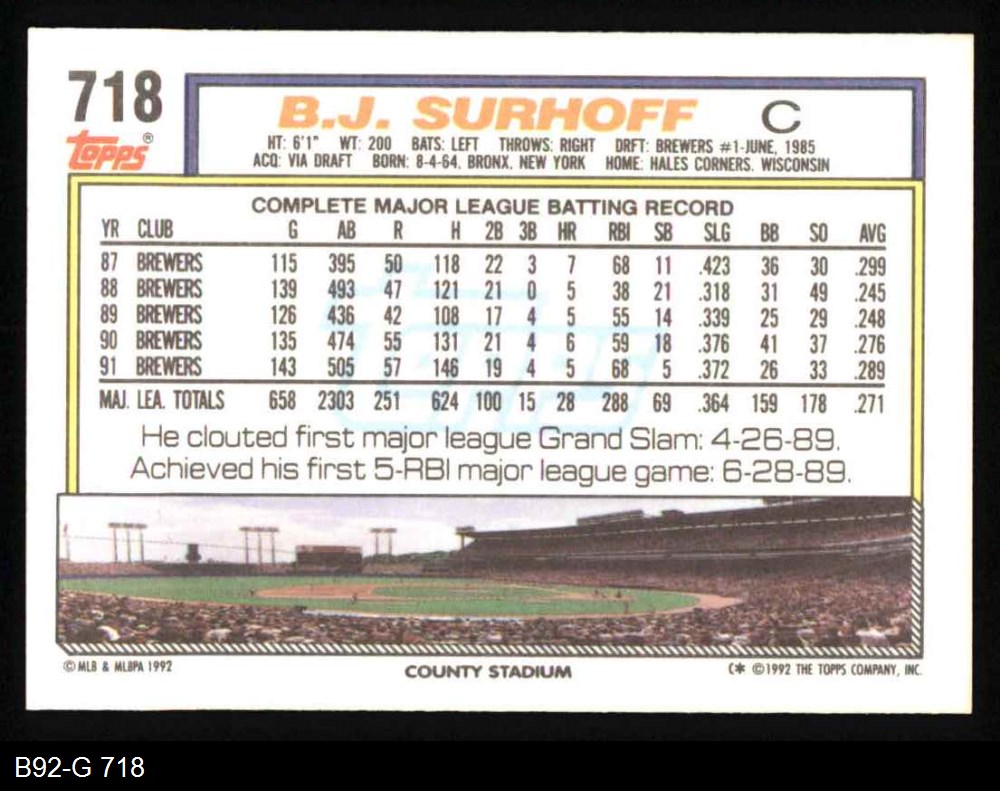 718
Topps®
B.J. SURHOFF C
HT: 6'1" WT: 200 BATS: LEFT THROWS: RIGHT DRFT: BREWERS #1-JUNE, 1985
ACQ: VIA DRAFT BORN: 8-4-64, BRONX, NEW YORK HOME: HALES CORNERS, WISCONSIN
COMPLETE MAJOR LEAGUE BATTING RECORD
YR CLUB G AB R H 2B 3B HR RBI SB SLG BB SO AVG
87 BREWERS 115 395 50 118 22 3 7 68 11 .423 36 30 .299
88 BREWERS 139 493 47 121 21 0 5 38 21 .318 31 49 .245
89 BREWERS 126 436 42 108 17 4 5 55 14 .339 25 29 .248
90 BREWERS 135 474 55 131 21 4 6 59 18 .376 41 37 .276
91 BREWERS 143 505 57 146 19 4 5 68 5 .372 26 33 .289
MAJ. LEA. TOTALS 658 2303 251 624 100 15 28 288 69 .364 159 178 .271
He clouted first major league Grand Slam: 4-26-89.
Achieved his first 5-RBI major league game: 6-28-89.
© MLB & MLBPA 1992
COUNTY STADIUM
C* ©1992 THE TOPPS COMPANY, INC.
B92-G 718